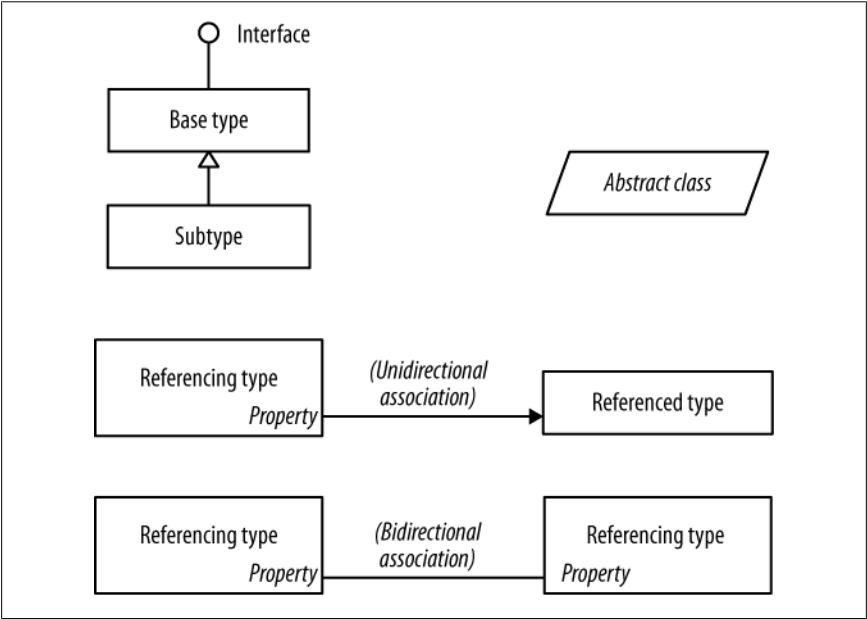 Interface
Base type
Abstract class
Subtype
Referencing type
Property
(Unidirectional
association)
Referenced type
Referencing type
Property
(Bidirectional
association)
Referencing type
Property